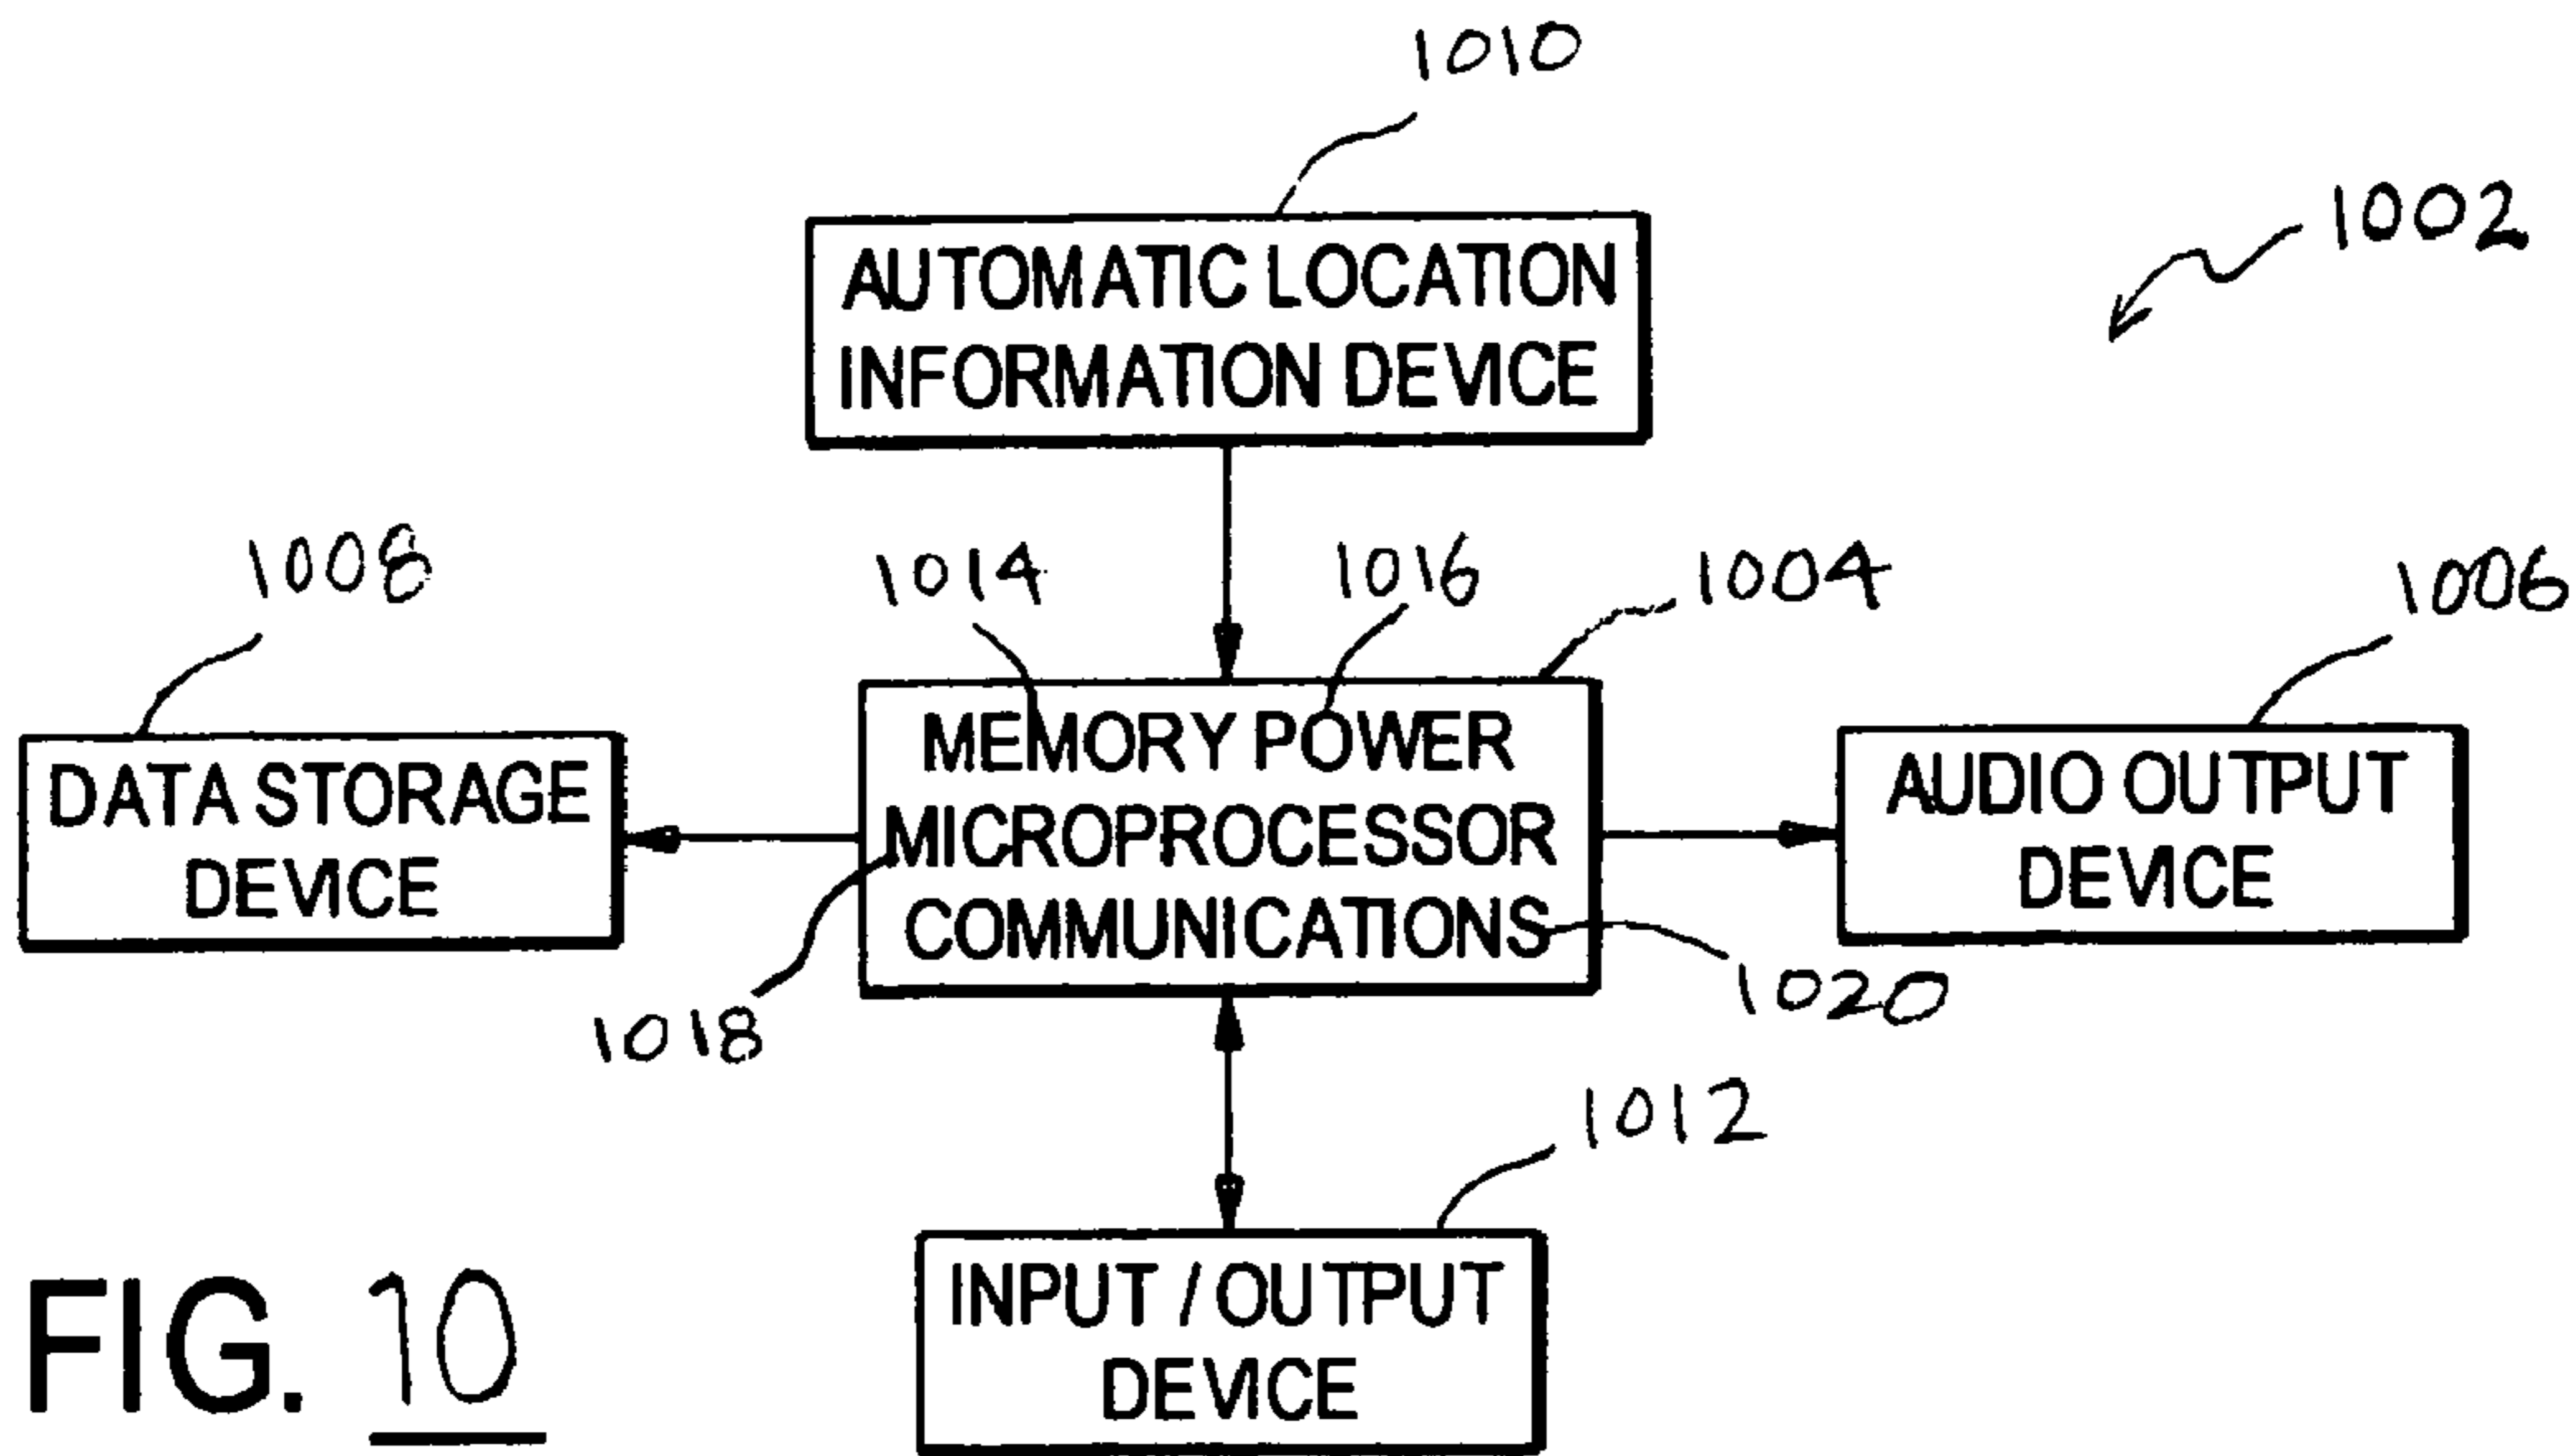 1010
1002
AUTOMATIC LOCATION
INFORMATION DEVICE
1008
1014
1016
1004
1006
DATA STORAGE
DEVICE
MEMORY POWER
MICROPROCESSOR
COMMUNICATIONS
AUDIO OUTPUT
DEVICE
1018
1020
1012
INPUT / OUTPUT
DEVICE
FIG. 10